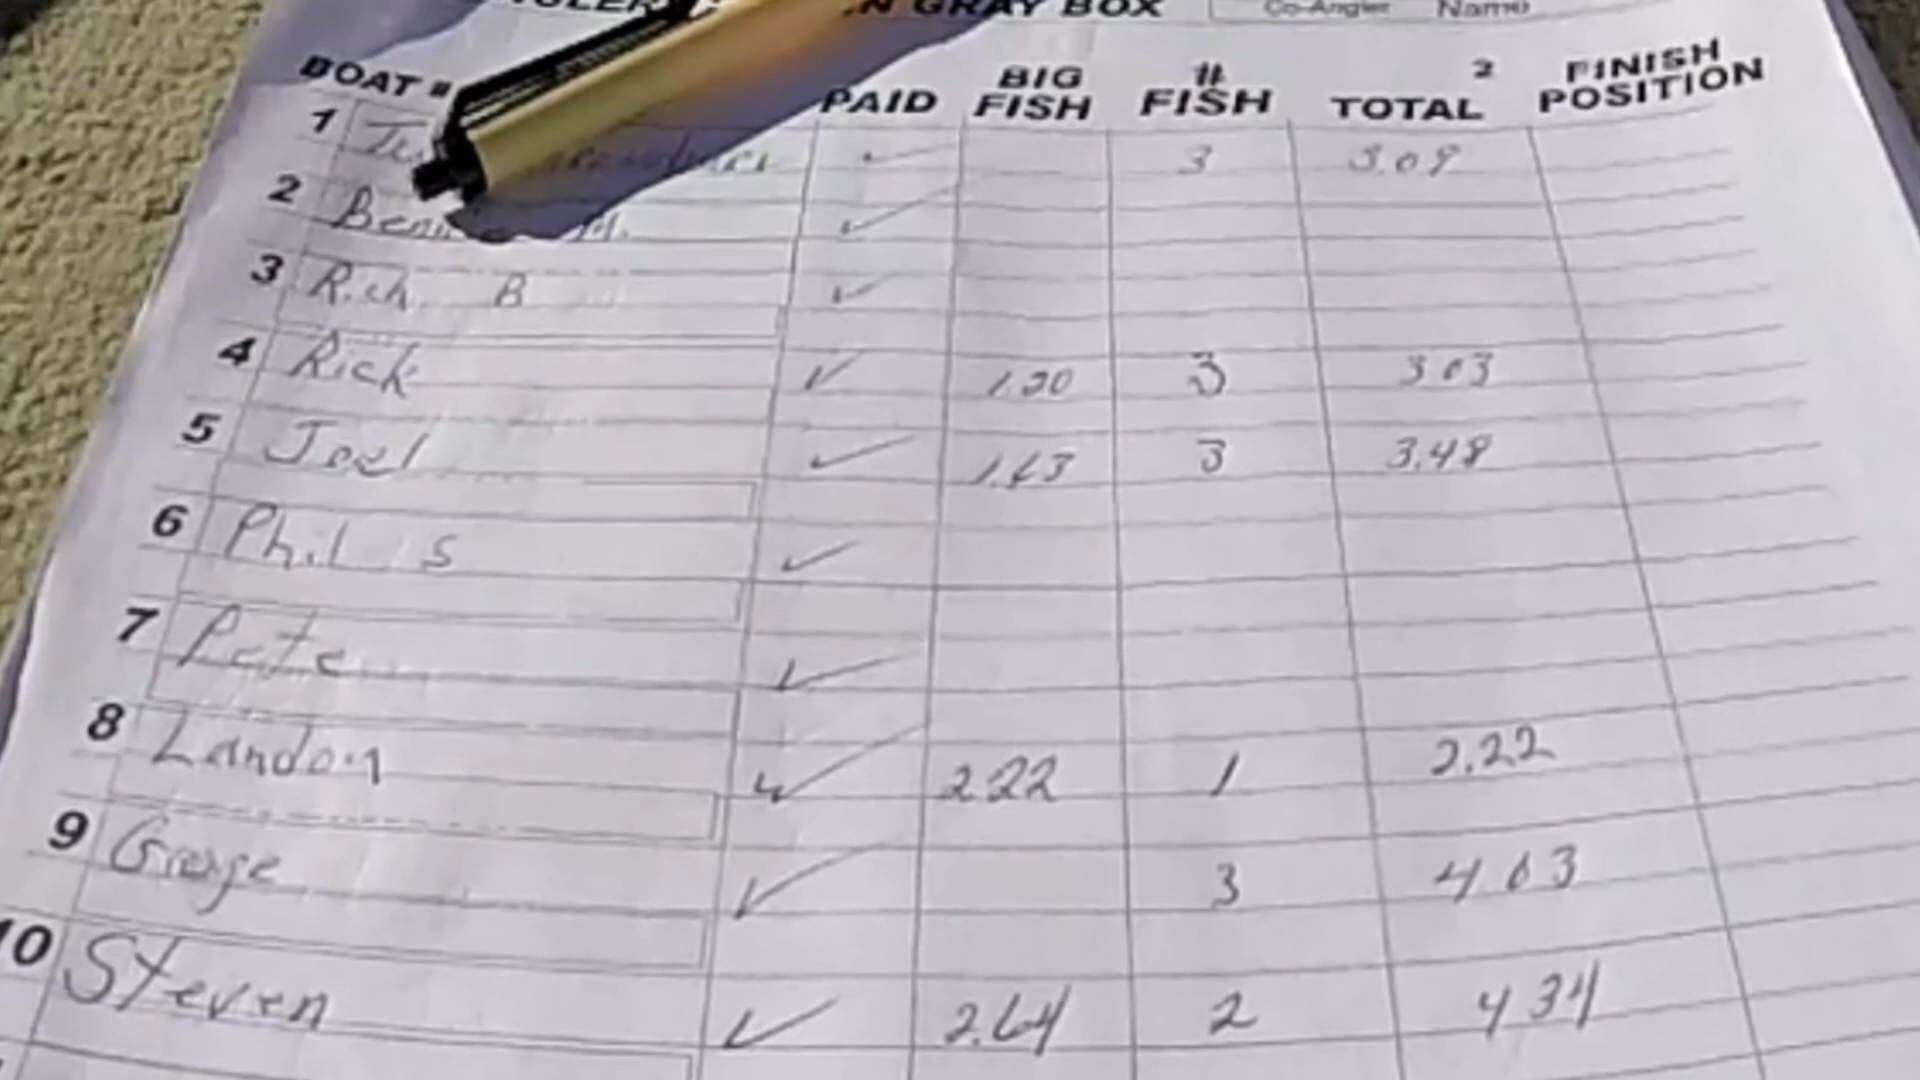 N GRAY BOX Co-Angler Name
BOAT # PAID BIG FISH # FISH TOTAL 2 FINISH POSITION
1 ✓ 3 3.09
2 ✓
3 Rich B ✓
4 Rick ✓ 1.20 3 3 03
5 Joel ✓ 1.63 3 3.48
6 Phil S ✓
7 Pete ✓
8 Landon ✓ 2 22 1 2.22
9 George ✓ 3 4 03
10 Steven ✓ 2.64 2 4 34